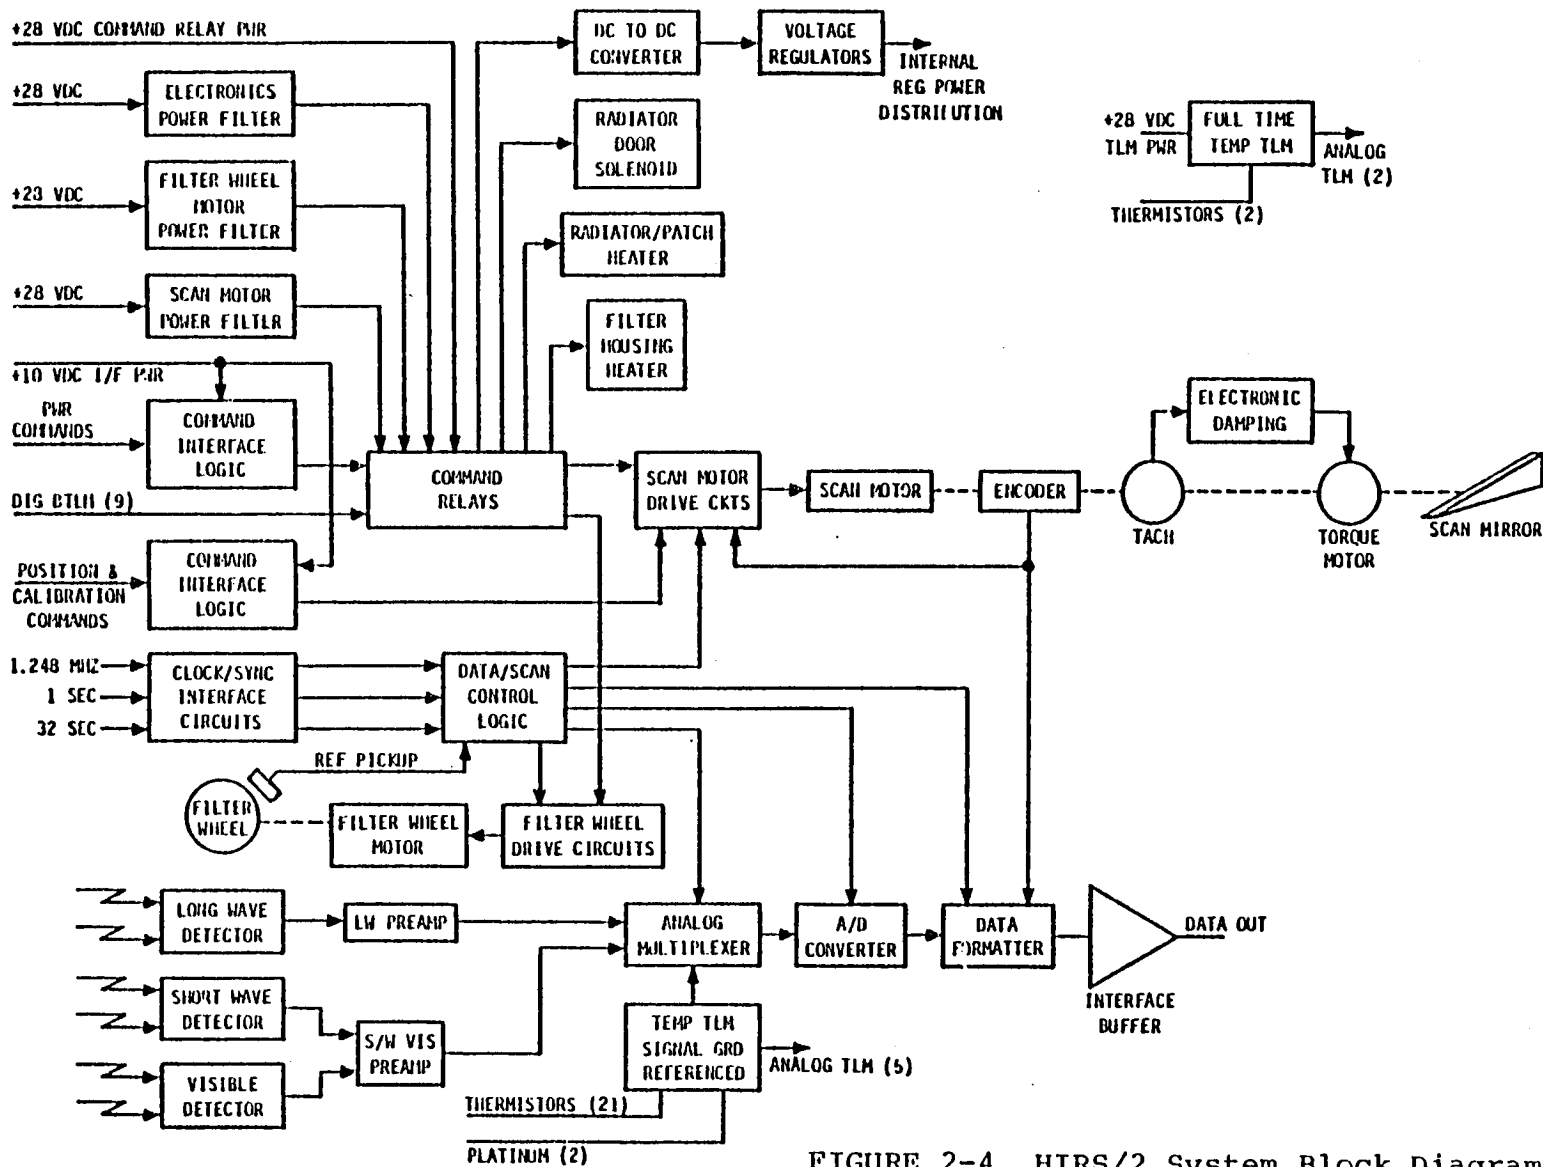 +28 VDC COMMAND RELAY PWR
DC TO DC
CONVERTER
VOLTAGE
REGULATORS
INTERNAL
REG POWER
DISTRIBUTION
+28 VDC
ELECTRONICS
POWER FILTER
RADIATOR
DOOR
SOLENOID
+28 VDC
TLM PWR
FULL TIME
TEMP TLM
ANALOG
TLM (2)
THERMISTORS (2)
+28 VDC
FILTER WHEEL
MOTOR
POWER FILTER
RADIATOR/PATCH
HEATER
+28 VDC
SCAN MOTOR
POWER FILTER
FILTER
HOUSING
HEATER
+10 VDC I/F PWR
PWR
COMMANDS
COMMAND
INTERFACE
LOGIC
DIG BTLM (9)
COMMAND
RELAYS
SCAN MOTOR
DRIVE CKTS
SCAN MOTOR
ENCODER
TACH
ELECTRONIC
DAMPING
TORQUE
MOTOR
SCAN MIRROR
POSITION &
CALIBRATION
COMMANDS
COMMAND
INTERFACE
LOGIC
1.248 MHZ
1 SEC
32 SEC
CLOCK/SYNC
INTERFACE
CIRCUITS
DATA/SCAN
CONTROL
LOGIC
REF PICKUP
FILTER
WHEEL
FILTER WHEEL
MOTOR
FILTER WHEEL
DRIVE CIRCUITS
LONG WAVE
DETECTOR
LW PREAMP
ANALOG
MULTIPLEXER
A/D
CONVERTER
DATA
FORMATTER
DATA OUT
INTERFACE
BUFFER
SHORT WAVE
DETECTOR
S/W VIS
PREAMP
VISIBLE
DETECTOR
TEMP TLM
SIGNAL GRD
REFERENCED
ANALOG TLM (5)
THERMISTORS (21)
PLATINUM (2)
FIGURE 2-4 HIRS/2 System Block Diagram